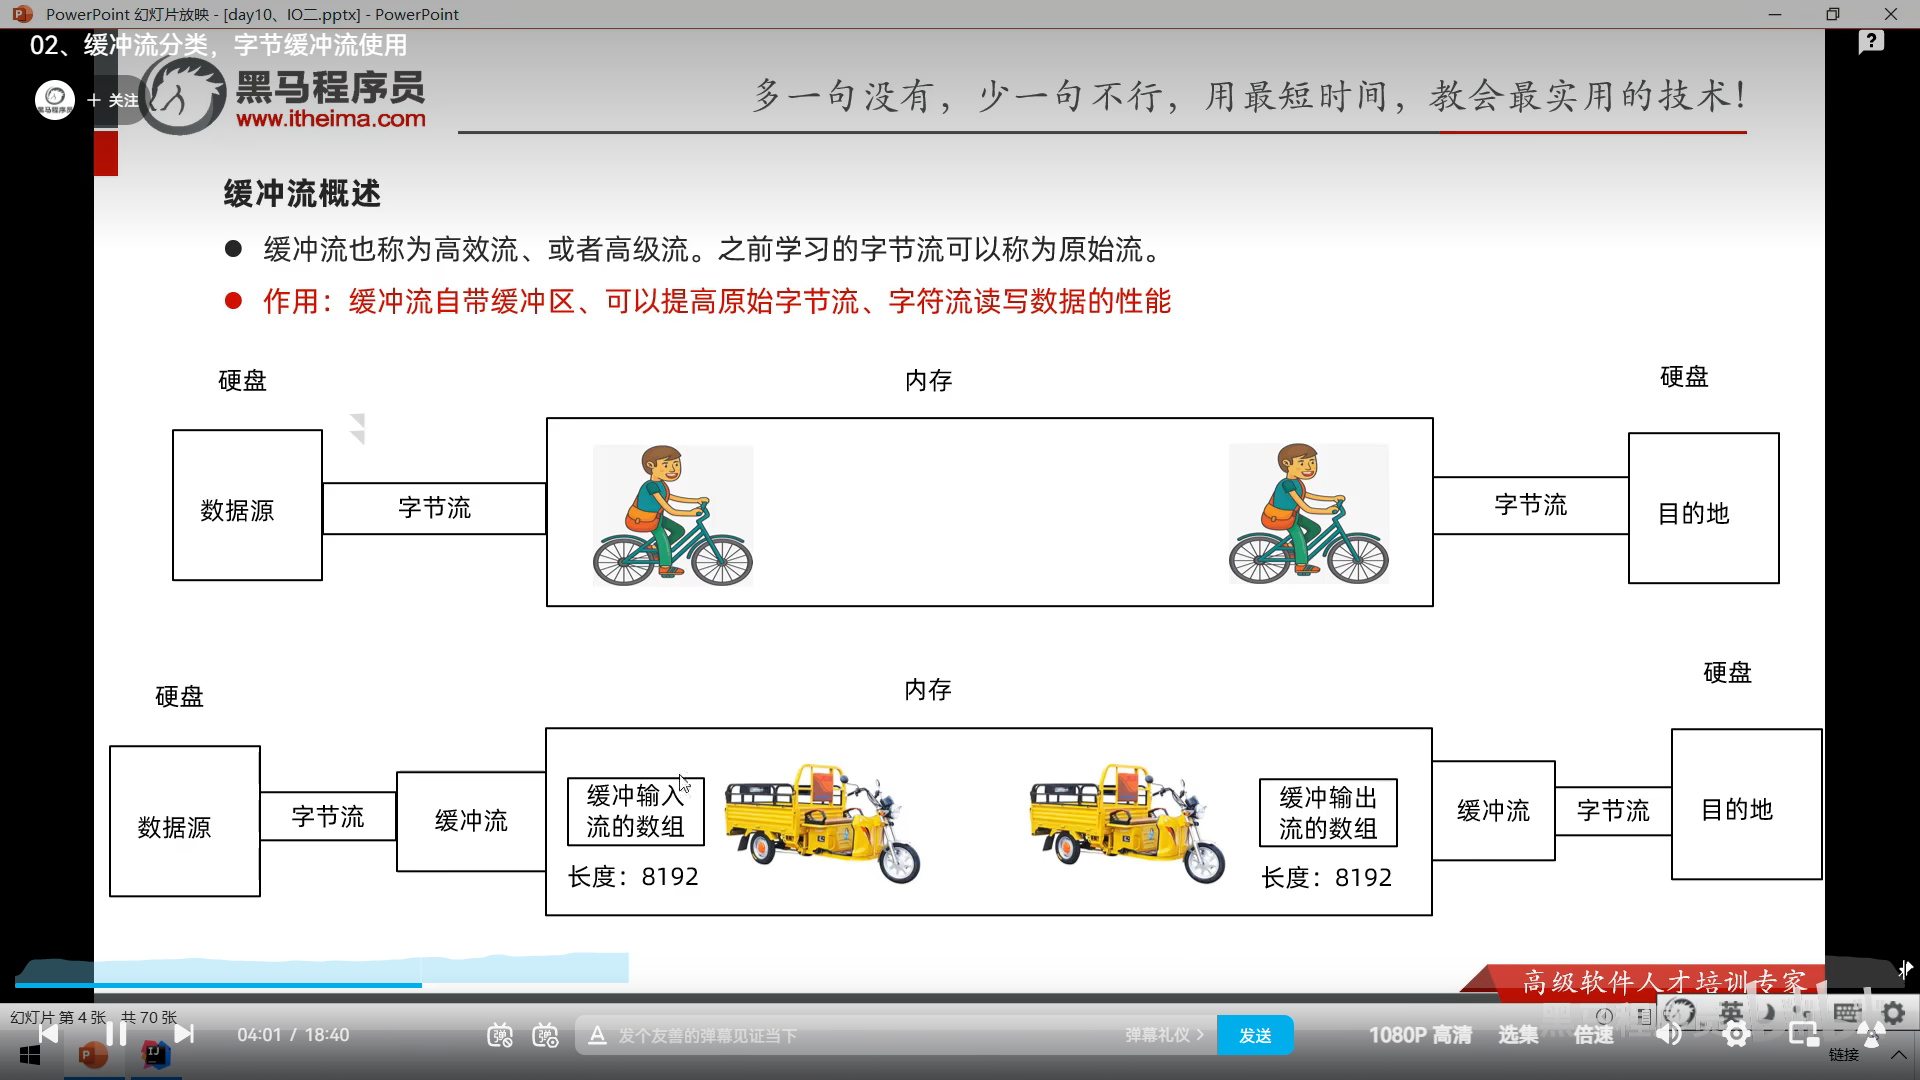 PowerPoint 幻灯片放映 - [day10、IO二.pptx] - PowerPoint
02、缓冲流分类，字节缓冲流使用
+ 关注
黑马程序员
www.itheima.com
多一句没有，少一句不行，用最短时间，教会最实用的技术！
缓冲流概述
● 缓冲流也称为高效流、或者高级流。之前学习的字节流可以称为原始流。
● 作用：缓冲流自带缓冲区、可以提高原始字节流、字符流读写数据的性能
硬盘
内存
硬盘
数据源
字节流
字节流
目的地
硬盘
内存
硬盘
数据源
字节流
缓冲流
缓冲输入
流的数组
长度：8192
缓冲输出
流的数组
长度：8192
缓冲流
字节流
目的地
高级软件人才培训专家
幻灯片 第 4 张，共 70 张
英
04:01 / 18:40
发个友善的弹幕见证当下
弹幕礼仪 >
发送
1080P 高清
选集
倍速
链接